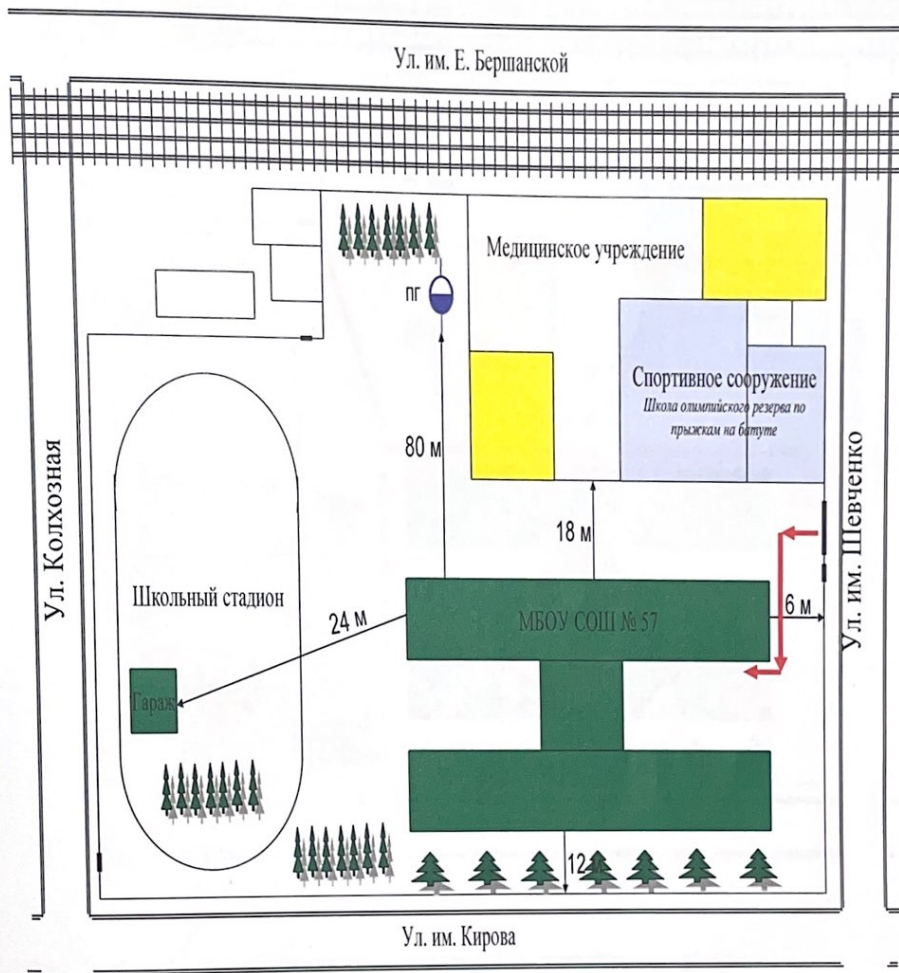 Ул. им. Е. Бершанской
Медицинское учреждение
пг
Спортивное сооружение
Школа олимпийского резерва по
прыжкам на батуте
80 м
18 м
Ул. Колхозная
Ул. им. Шевченко
Школьный стадион
24 м
МБОУ СОШ № 57
6 м
Гараж
12
Ул. им. Кирова